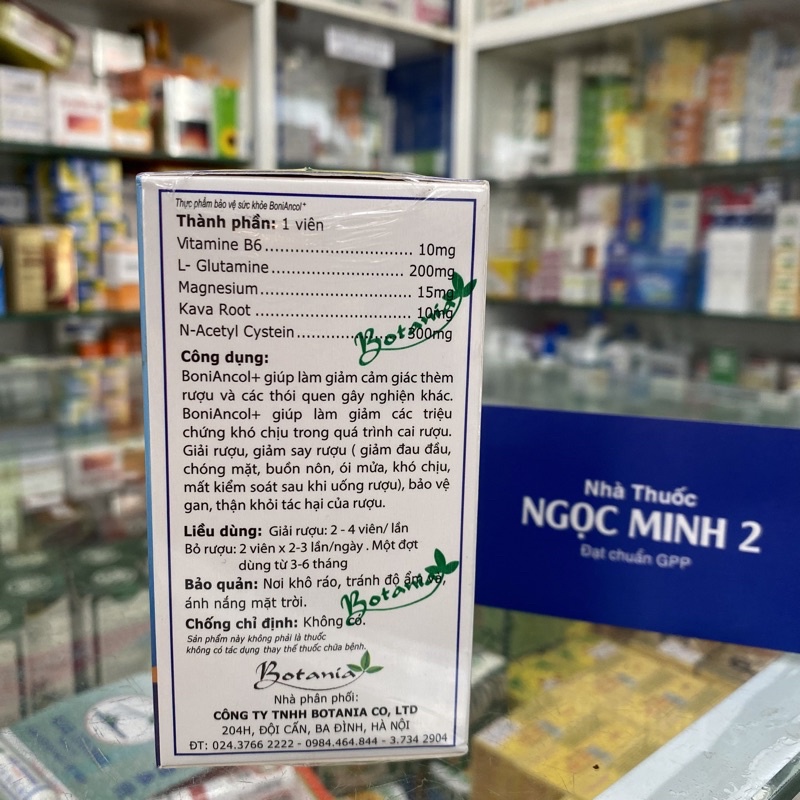 Thực phẩm bảo vệ sức khỏe BoniAncol+
Thành phần: 1 viên
Vitamine B6 .......................... 10mg
L- Glutamine ........................ 200mg
Magnesium ........................... 15mg
Kava Root ............................ 10mg
N-Acetyl Cystein ................... 300mg
Botania
Công dụng:
BoniAncol+ giúp làm giảm cảm giác thèm
rượu và các thói quen gây nghiện khác.
BoniAncol+ giúp làm giảm các triệu
chứng khó chịu trong quá trình cai rượu.
Giải rượu, giảm say rượu ( giảm đau đầu,
chóng mặt, buồn nôn, ói mửa, khó chịu,
mất kiểm soát sau khi uống rượu), bảo vệ
gan, thận khỏi tác hại của rượu.
Liều dùng: Giải rượu: 2 - 4 viên/ lần
Bỏ rượu: 2 viên x 2-3 lần/ngày . Một đợt
dùng từ 3-6 tháng
Bảo quản: Nơi khô ráo, tránh độ ẩm và,
ánh nắng mặt trời.
Botania
Chống chỉ định: Không có.
Sản phẩm này không phải là thuốc
không có tác dụng thay thế thuốc chữa bệnh.
Botania
Nhà phân phối:
CÔNG TY TNHH BOTANIA CO, LTD
204H, ĐỘI CẤN, BA ĐÌNH, HÀ NỘI
ĐT: 024.3766 2222 - 0984.464.844 - 3.734 2904
Nhà Thuốc
NGỌC MINH 2
Đạt chuẩn GPP